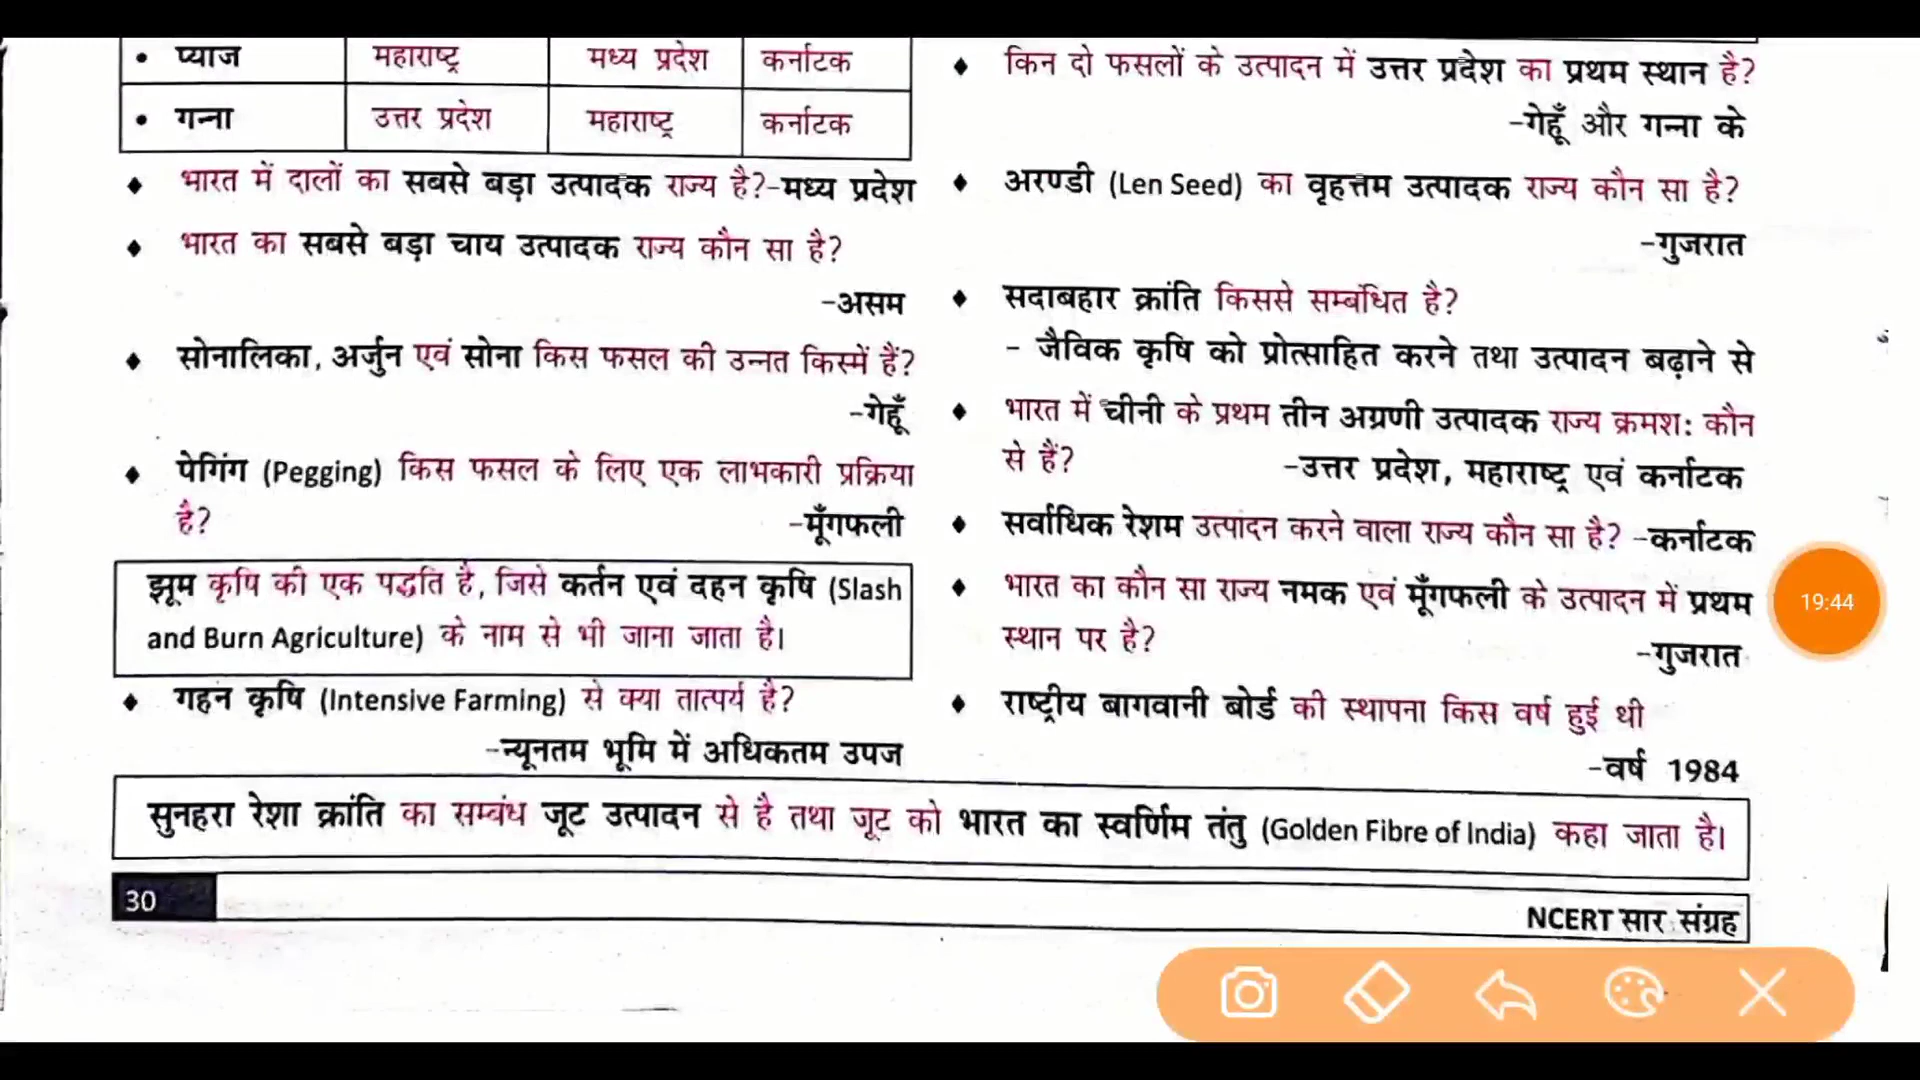 • प्याज महाराष्ट्र मध्य प्रदेश कर्नाटक
• गन्ना उत्तर प्रदेश महाराष्ट्र कर्नाटक
♦ भारत में दालों का सबसे बड़ा उत्पादक राज्य है?-मध्य प्रदेश
♦ भारत का सबसे बड़ा चाय उत्पादक राज्य कौन सा है?
-असम
♦ सोनालिका, अर्जुन एवं सोना किस फसल की उन्नत किस्में हैं?
-गेहूँ
♦ पेगिंग (Pegging) किस फसल के लिए एक लाभकारी प्रक्रिया
है? -मूँगफली
झूम कृषि की एक पद्धति है, जिसे कर्तन एवं दहन कृषि (Slash
and Burn Agriculture) के नाम से भी जाना जाता है।
♦ गहन कृषि (Intensive Farming) से क्या तात्पर्य है?
-न्यूनतम भूमि में अधिकतम उपज
♦ किन दो फसलों के उत्पादन में उत्तर प्रदेश का प्रथम स्थान है?
-गेहूँ और गन्ना के
♦ अरण्डी (Len Seed) का वृहत्तम उत्पादक राज्य कौन सा है?
-गुजरात
♦ सदाबहार क्रांति किससे सम्बंधित है?
- जैविक कृषि को प्रोत्साहित करने तथा उत्पादन बढ़ाने से
♦ भारत में चीनी के प्रथम तीन अग्रणी उत्पादक राज्य क्रमश: कौन
से हैं? -उत्तर प्रदेश, महाराष्ट्र एवं कर्नाटक
♦ सर्वाधिक रेशम उत्पादन करने वाला राज्य कौन सा है? -कर्नाटक
♦ भारत का कौन सा राज्य नमक एवं मूँगफली के उत्पादन में प्रथम
स्थान पर है? -गुजरात
♦ राष्ट्रीय बागवानी बोर्ड की स्थापना किस वर्ष हुई थी
-वर्ष 1984
सुनहरा रेशा क्रांति का सम्बंध जूट उत्पादन से है तथा जूट को भारत का स्वर्णिम तंतु (Golden Fibre of India) कहा जाता है।
30
NCERT सार संग्रह
19:44